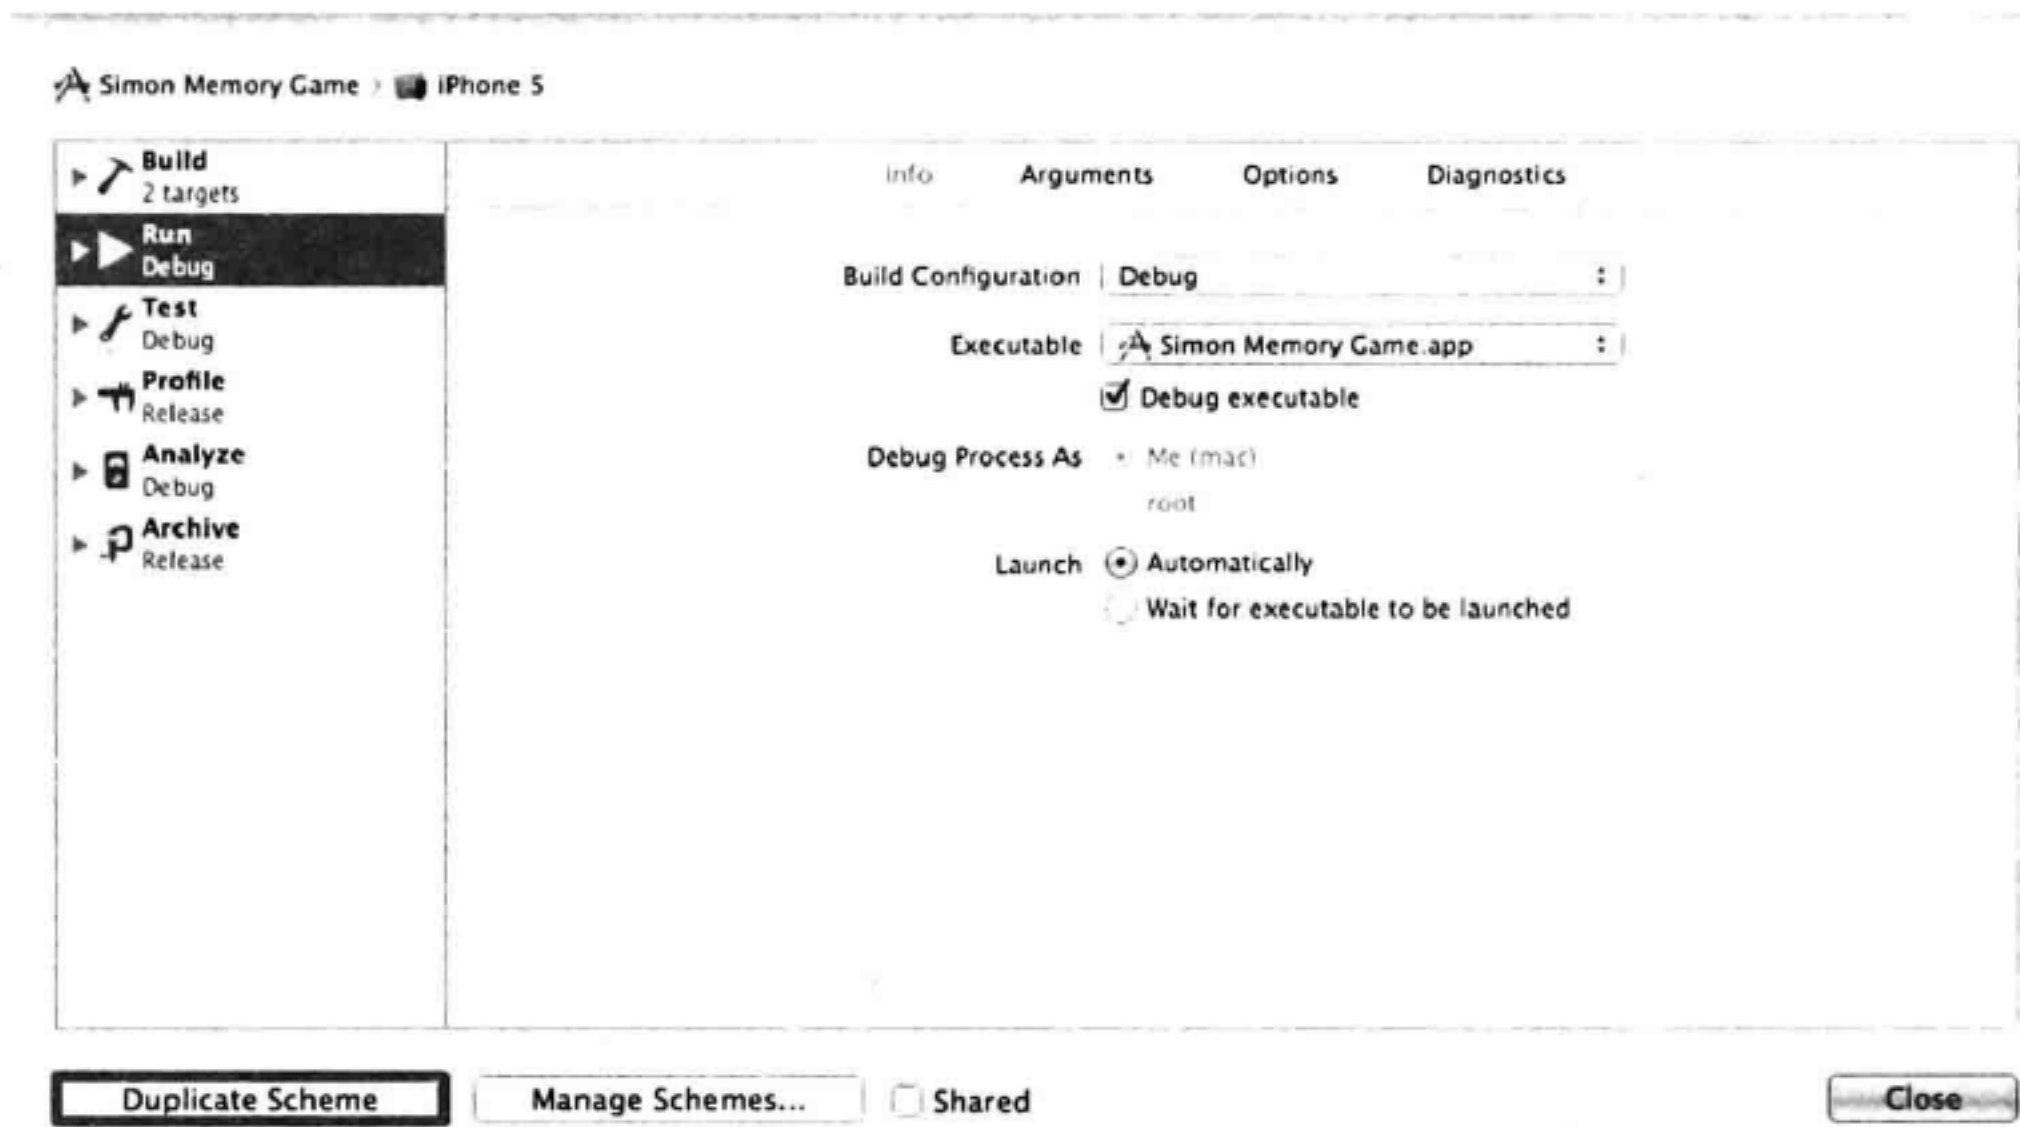 Simon Memory Game › iPhone 5
Build
2 targets
Run
Debug
Test
Debug
Profile
Release
Analyze
Debug
Archive
Release
Info Arguments Options Diagnostics
Build Configuration Debug
Executable Simon Memory Game.app
Debug executable
Debug Process As Me (mac)
root
Launch Automatically
Wait for executable to be launched
Duplicate Scheme Manage Schemes... Shared Close